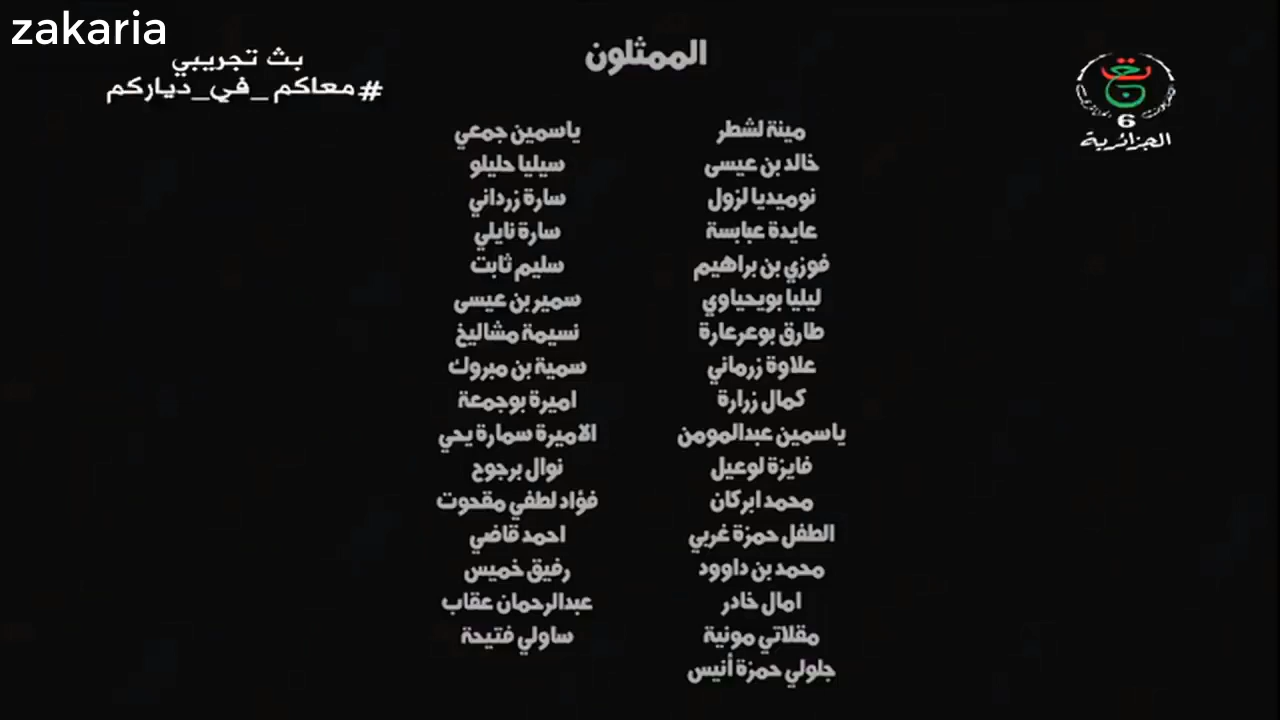 zakaria
بث تجريبي
#معاكم_في_دياركم
الممثلون
6
الجزائرية
مينة لشطر
خالد بن عيسى
نوميديا لزول
عايدة عبابسة
فوزي بن براهيم
ليليا بويحياوي
طارق بوعرعارة
علاوة زرماني
كمال زرارة
ياسمين عبدالمومن
فايزة لوعيل
محمد ابركان
الطفل حمزة غربي
محمد بن داوود
امال خادر
مقلاتي مونية
جلولي حمزة أنيس
ياسمين جمعي
سيليا حليلو
سارة زرداني
سارة نايلي
سليم ثابت
سمير بن عيسى
نسيمة مشاليخ
سمية بن مبروك
اميرة بوجمعة
الاميرة سمارة يحي
نوال برجوح
فؤاد لطفي مقحوت
احمد قاضي
رفيق خميس
عبدالرحمان عقاب
ساولي فتيحة